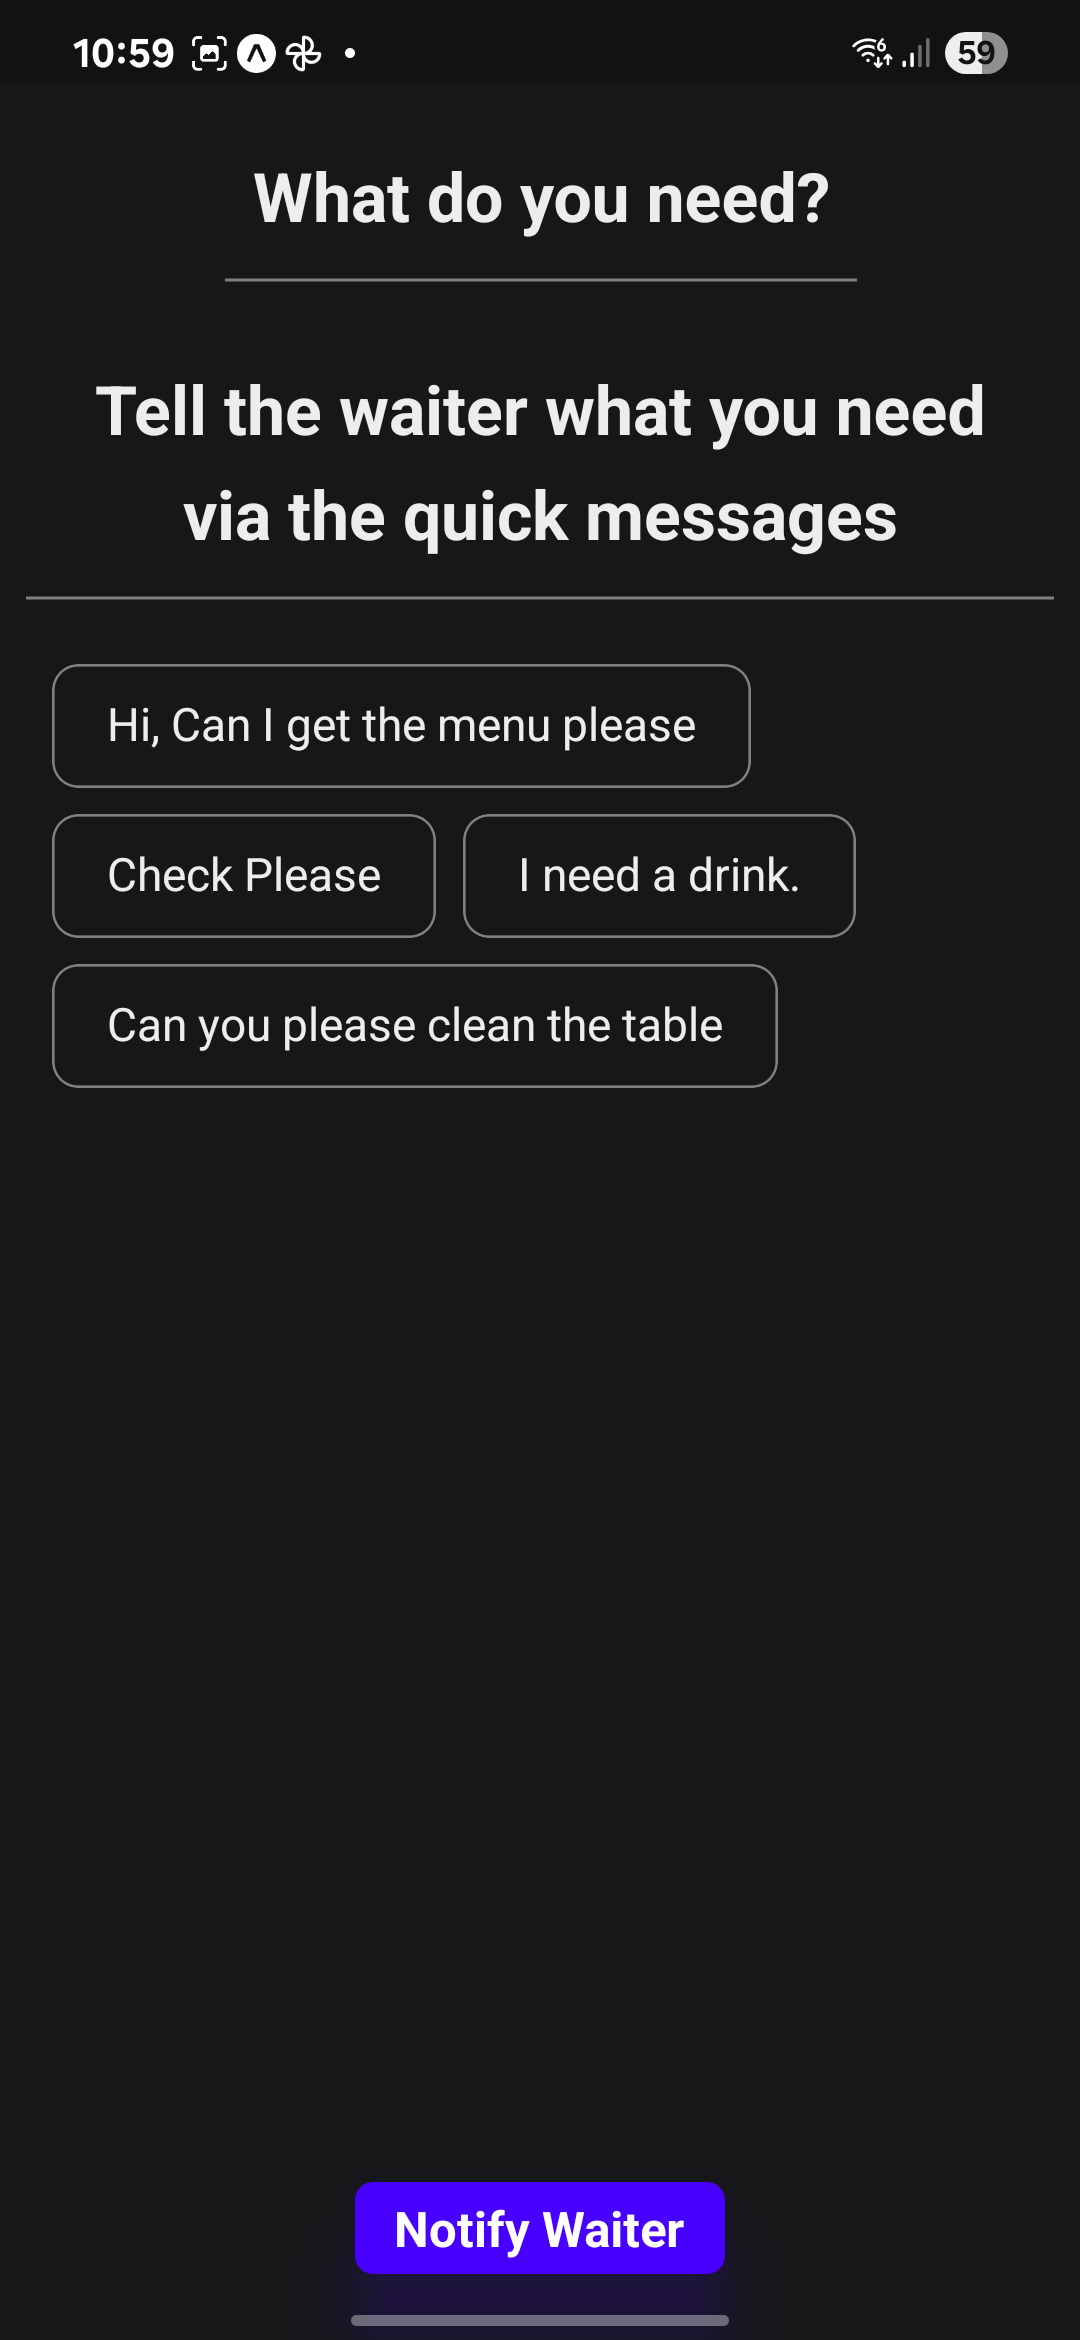 10:59
6
59
What do you need?
Tell the waiter what you need
via the quick messages
Hi, Can I get the menu please
Check Please
I need a drink.
Can you please clean the table
Notify Waiter